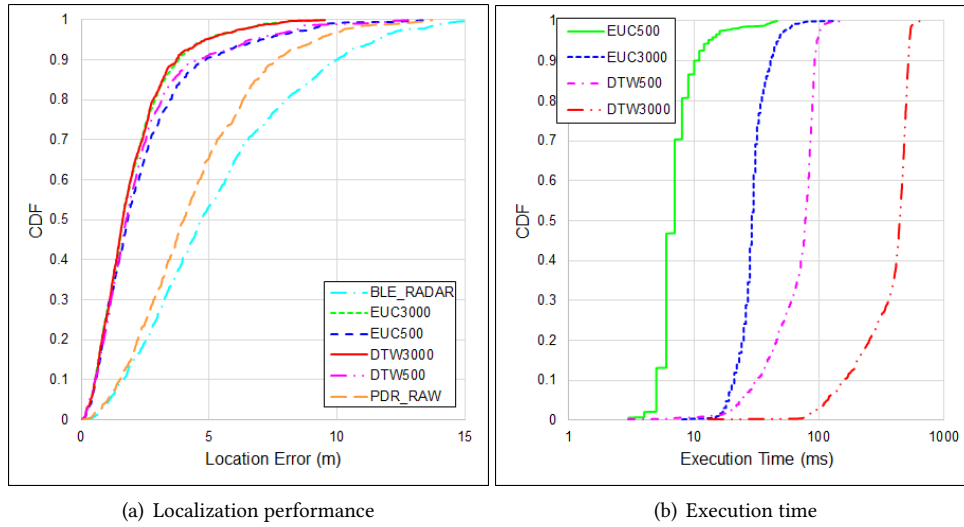 1
0.9
0.8
0.7
0.6
0.5
0.4
0.3
0.2
0.1
0
CDF
BLE_RADAR
EUC3000
EUC500
DTW3000
DTW500
PDR_RAW
0 5 10 15
Location Error (m)
(a) Localization performance
1
0.9
0.8
0.7
0.6
0.5
0.4
0.3
0.2
0.1
0
CDF
EUC500
EUC3000
DTW500
DTW3000
1 10 100 1000
Execution Time (ms)
(b) Execution time